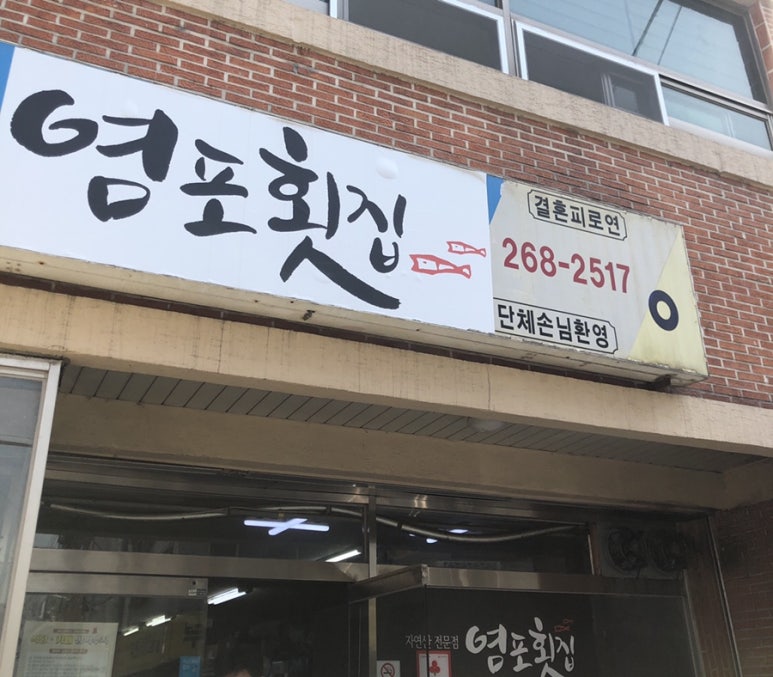 염포횟집
결혼피로연
268-2517
단체손님환영
자연산 전문점
염포횟집